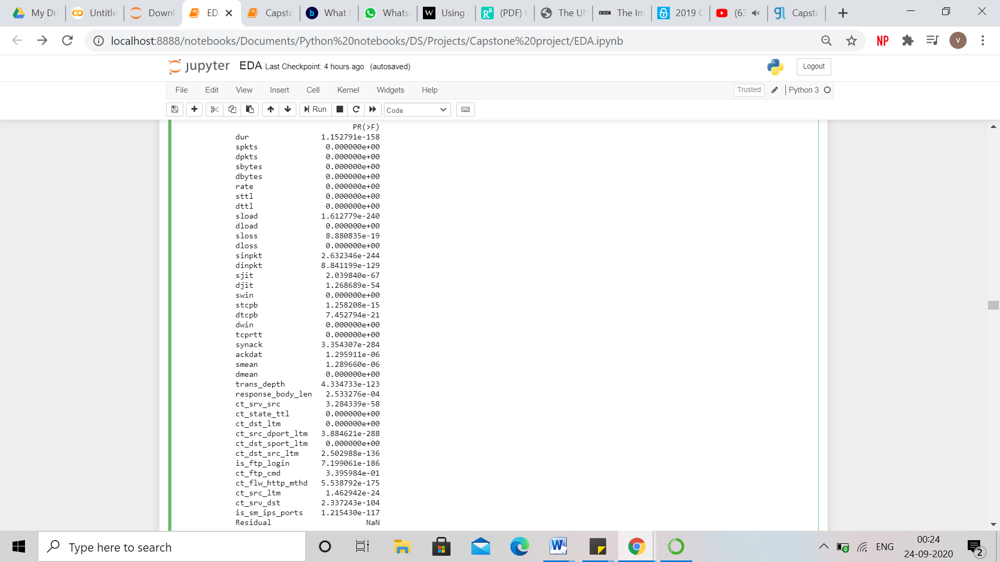 My Dri
Untitle
Downl
ED
Capsto
What I
Whats
Using
(PDF) U
The UN
The Im
2019 C
(63
Capsto
localhost:8888/notebooks/Documents/Python%20notebooks/DS/Projects/Capstone%20project/EDA.ipynb
NP
V
jupyter EDA Last Checkpoint: 4 hours ago (autosaved)
Logout
File Edit View Insert Cell Kernel Widgets Help
Trusted
Python 3
Run
Code
PR(>F)
dur 1.152791e-158
spkts 0.000000e+00
dpkts 0.000000e+00
sbytes 0.000000e+00
dbytes 0.000000e+00
rate 0.000000e+00
sttl 0.000000e+00
dttl 0.000000e+00
sload 1.612779e-240
dload 0.000000e+00
sloss 8.880835e-19
dloss 0.000000e+00
sinpkt 2.632346e-244
dinpkt 8.841199e-129
sjit 2.039840e-67
djit 1.268689e-54
swin 0.000000e+00
stcpb 1.258208e-15
dtcpb 7.452794e-21
dwin 0.000000e+00
tcprtt 0.000000e+00
synack 3.354307e-284
ackdat 1.295911e-06
smean 1.289660e-06
dmean 0.000000e+00
trans_depth 4.334733e-123
response_body_len 2.533276e-04
ct_srv_src 3.284339e-58
ct_state_ttl 0.000000e+00
ct_dst_ltm 0.000000e+00
ct_src_dport_ltm 3.884621e-288
ct_dst_sport_ltm 0.000000e+00
ct_dst_src_ltm 2.502988e-136
is_ftp_login 7.199061e-186
ct_ftp_cmd 3.395984e-01
ct_flw_http_mthd 5.538792e-175
ct_src_ltm 1.462942e-24
ct_srv_dst 2.337243e-104
is_sm_ips_ports 1.215430e-117
Residual NaN
Type here to search
ENG
00:24
24-09-2020
2